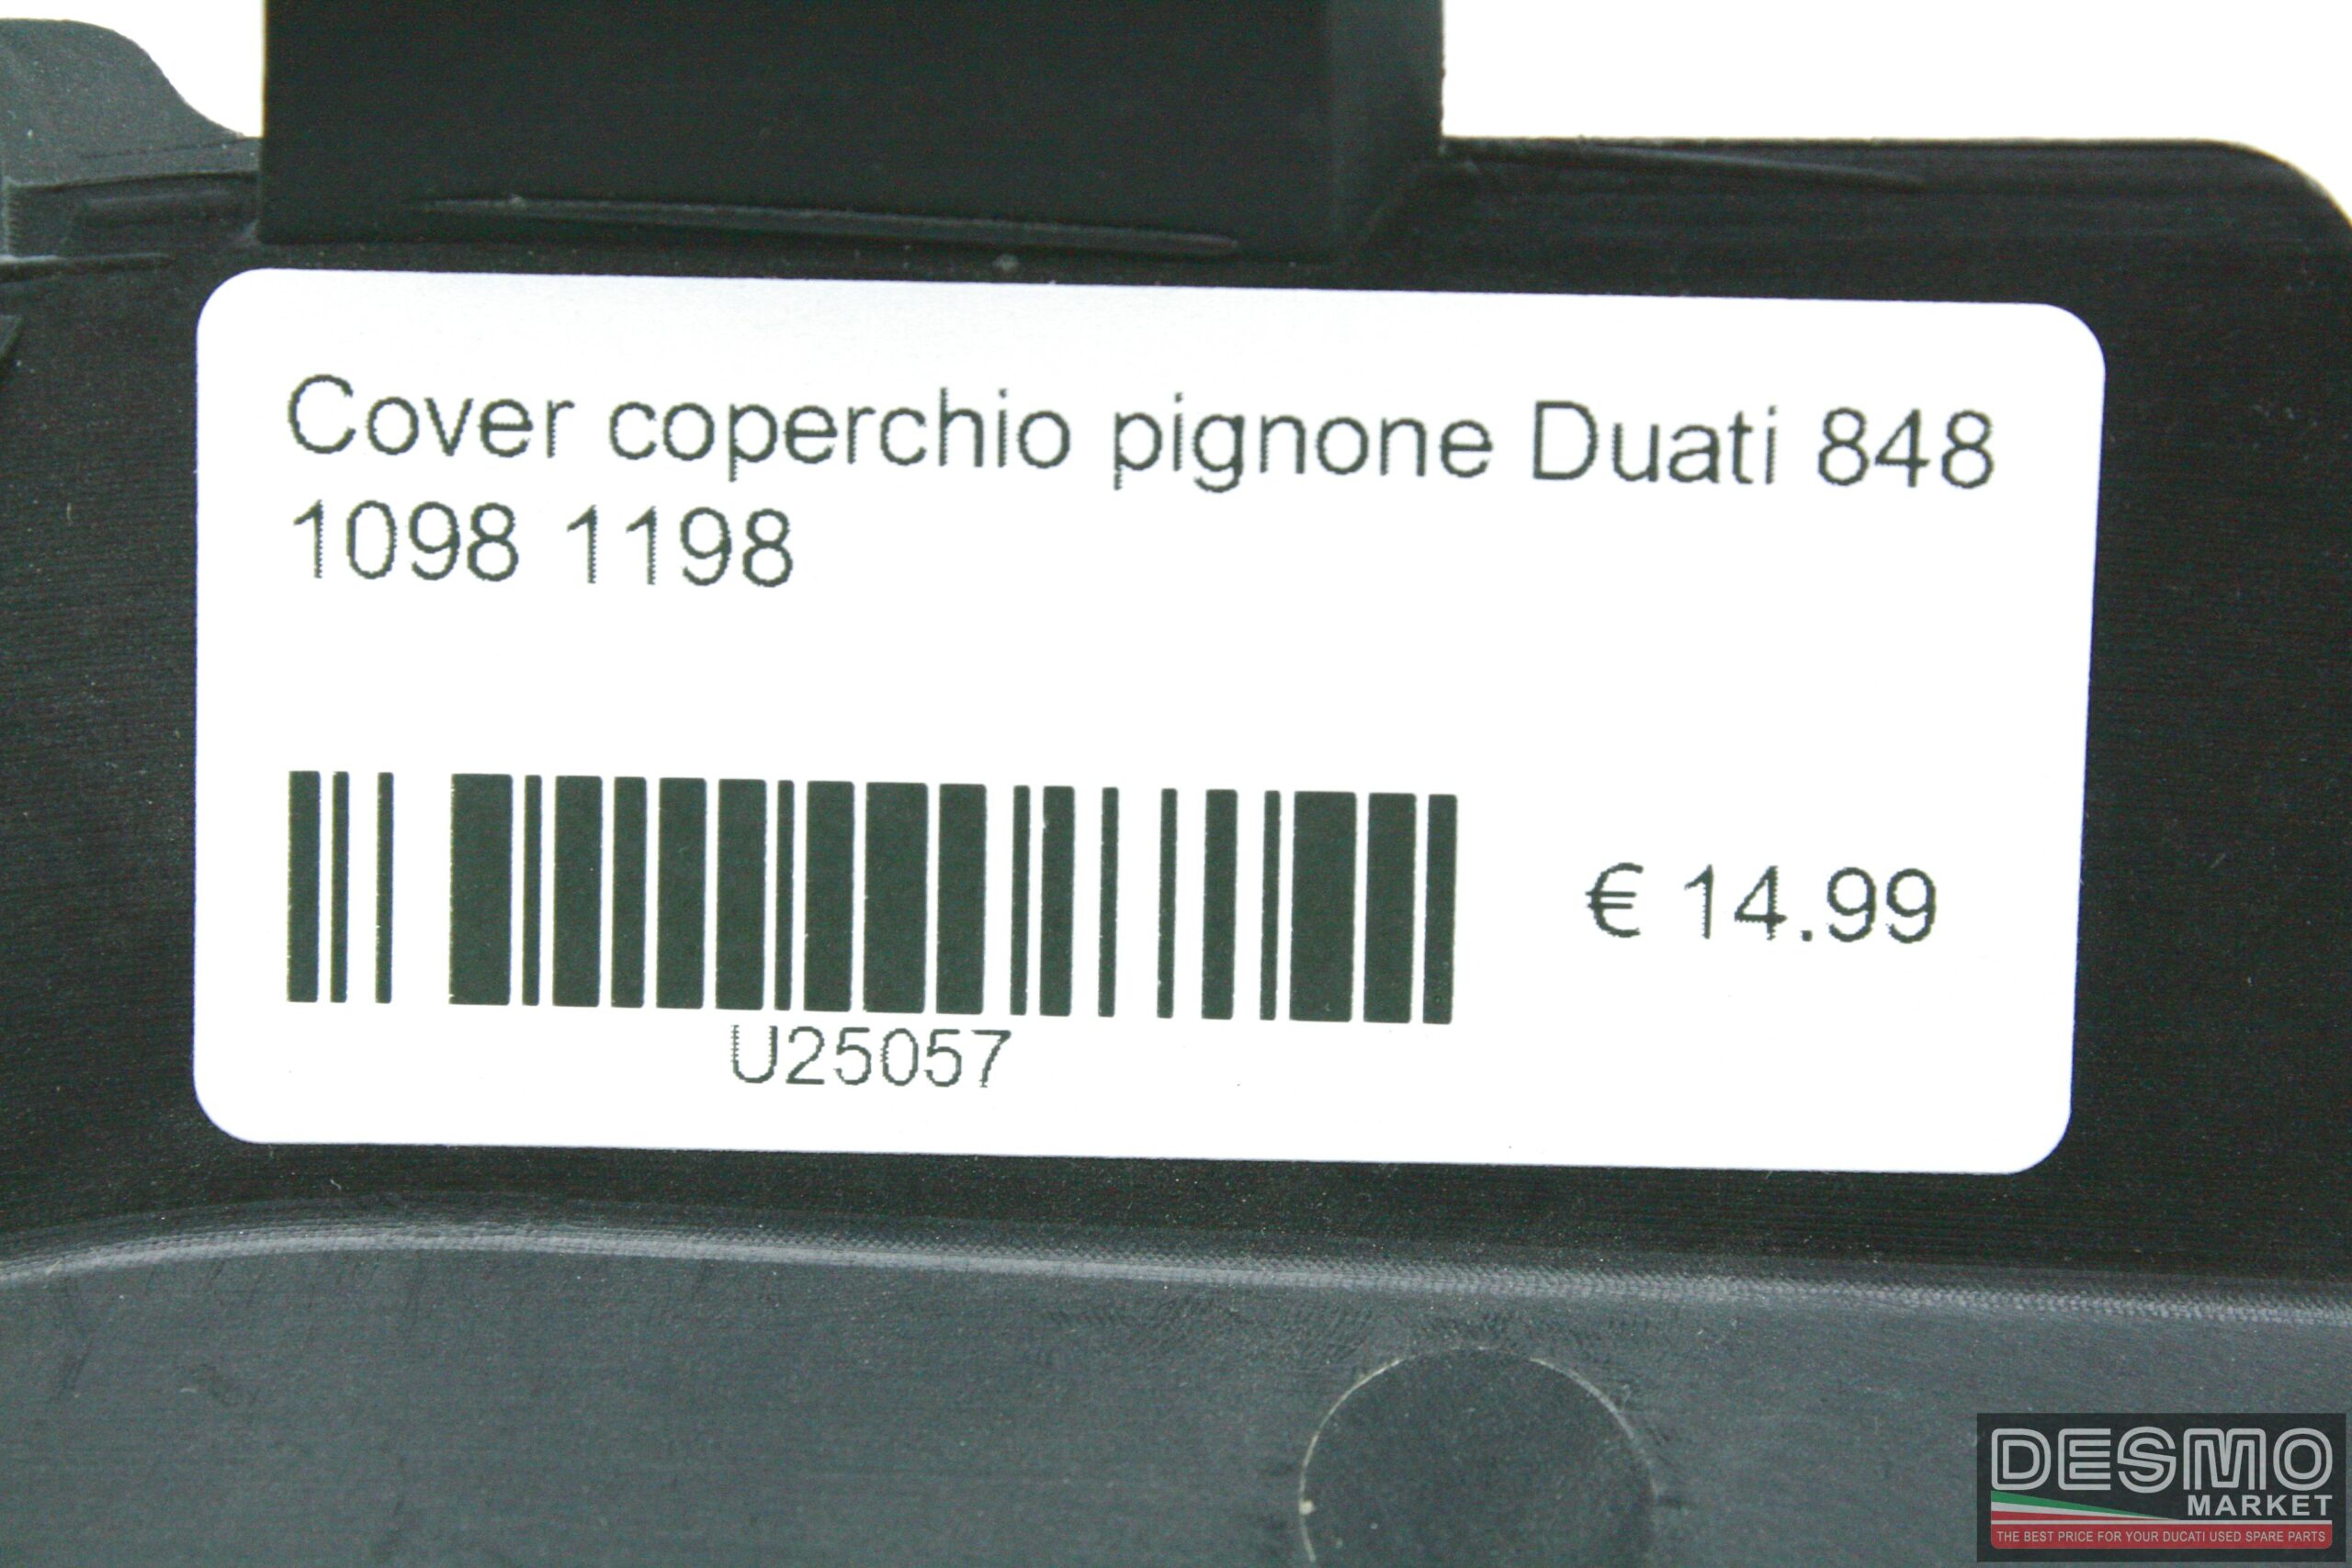 Cover coperchio pignone Duati 848
1098 1198
€ 14.99
U25057
DESMO
MARKET
THE BEST PRICE FOR YOUR DUCATI USED SPARE PARTS